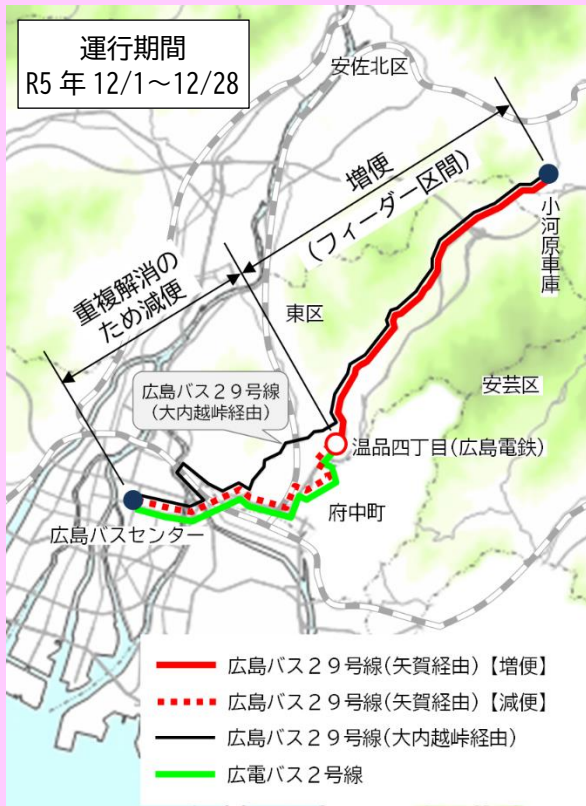 運行期間
R5 年 12/1～12/28
安佐北区
増便
(フィーダー区間)
小河原車庫
重複解消の
ため減便
東区
安芸区
広島バス２９号線
(大内越峠経由)
温品四丁目(広島電鉄)
府中町
広島バスセンター
広島バス２９号線(矢賀経由)【増便】
広島バス２９号線(矢賀経由)【減便】
広島バス２９号線(大内越峠経由)
広電バス２号線